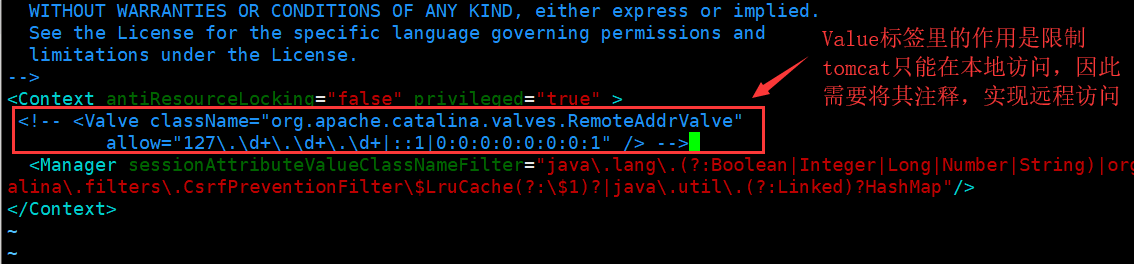 WITHOUT WARRANTIES OR CONDITIONS OF ANY KIND, either express or implied.
See the License for the specific language governing permissions and
limitations under the License.
-->
<Context antiResourceLocking="false" privileged="true" >
<!-- <Valve className="org.apache.catalina.valves.RemoteAddrValve"
allow="127\.\d+\.\d+\.\d+|::1|0:0:0:0:0:0:0:1" /> -->
<Manager sessionAttributeValueClassNameFilter="java\.lang\.(?:Boolean|Integer|Long|Number|String)|org
alina\.filters\.CsrfPreventionFilter\$LruCache(?:\$1)?|java\.util\.(?:Linked)?HashMap"/>
</Context>
~
~
Value标签里的作用是限制
tomcat只能在本地访问，因此
需要将其注释，实现远程访问